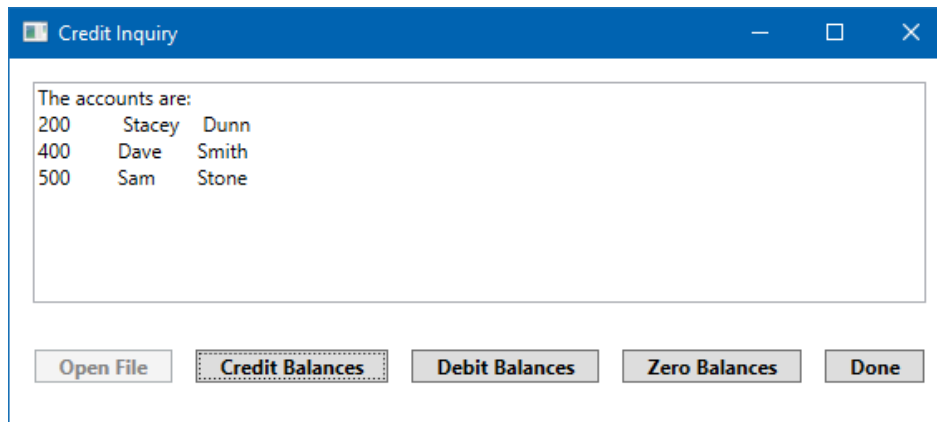 Credit Inquiry
The accounts are:
200 Stacey Dunn
400 Dave Smith
500 Sam Stone
Open File Credit Balances Debit Balances Zero Balances Done